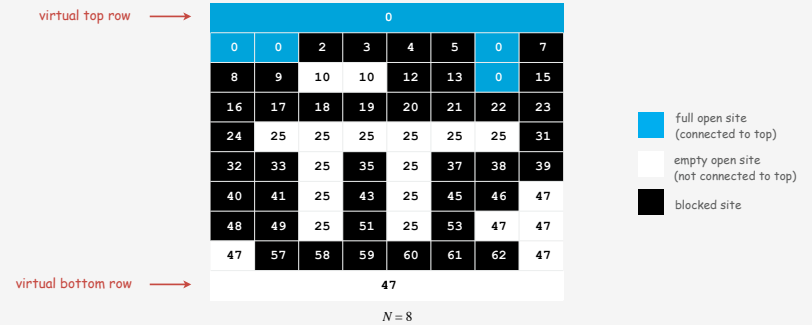 virtual top row
0
0 0 2 3 4 5 0 7
8 9 10 10 12 13 0 15
16 17 18 19 20 21 22 23
24 25 25 25 25 25 25 31
32 33 25 35 25 37 38 39
40 41 25 43 25 45 46 47
48 49 25 51 25 53 47 47
47 57 58 59 60 61 62 47
virtual bottom row
47
N = 8
full open site
(connected to top)
empty open site
(not connected to top)
blocked site